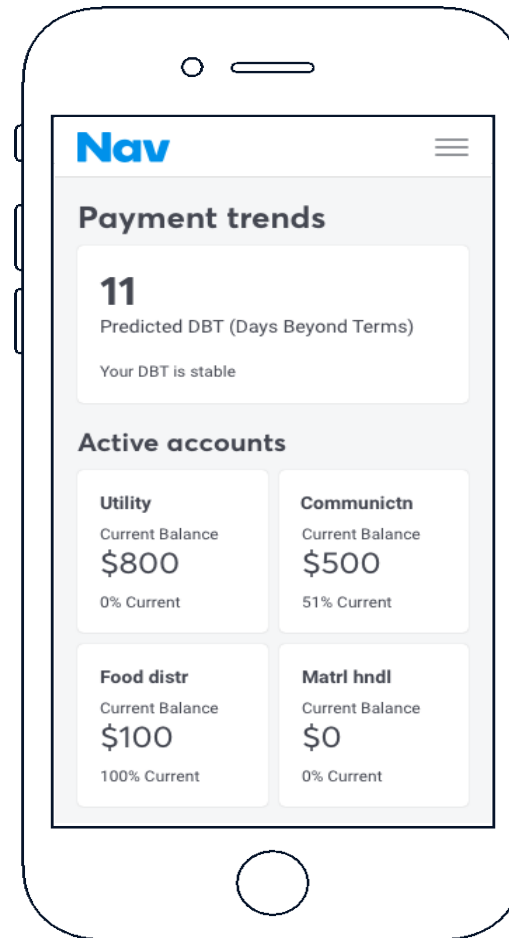 Nav
Payment trends
11
Predicted DBT (Days Beyond Terms)
Your DBT is stable
Active accounts
Utility
Current Balance
$800
0% Current
Communictn
Current Balance
$500
51% Current
Food distr
Current Balance
$100
100% Current
Matrl hndl
Current Balance
$0
0% Current